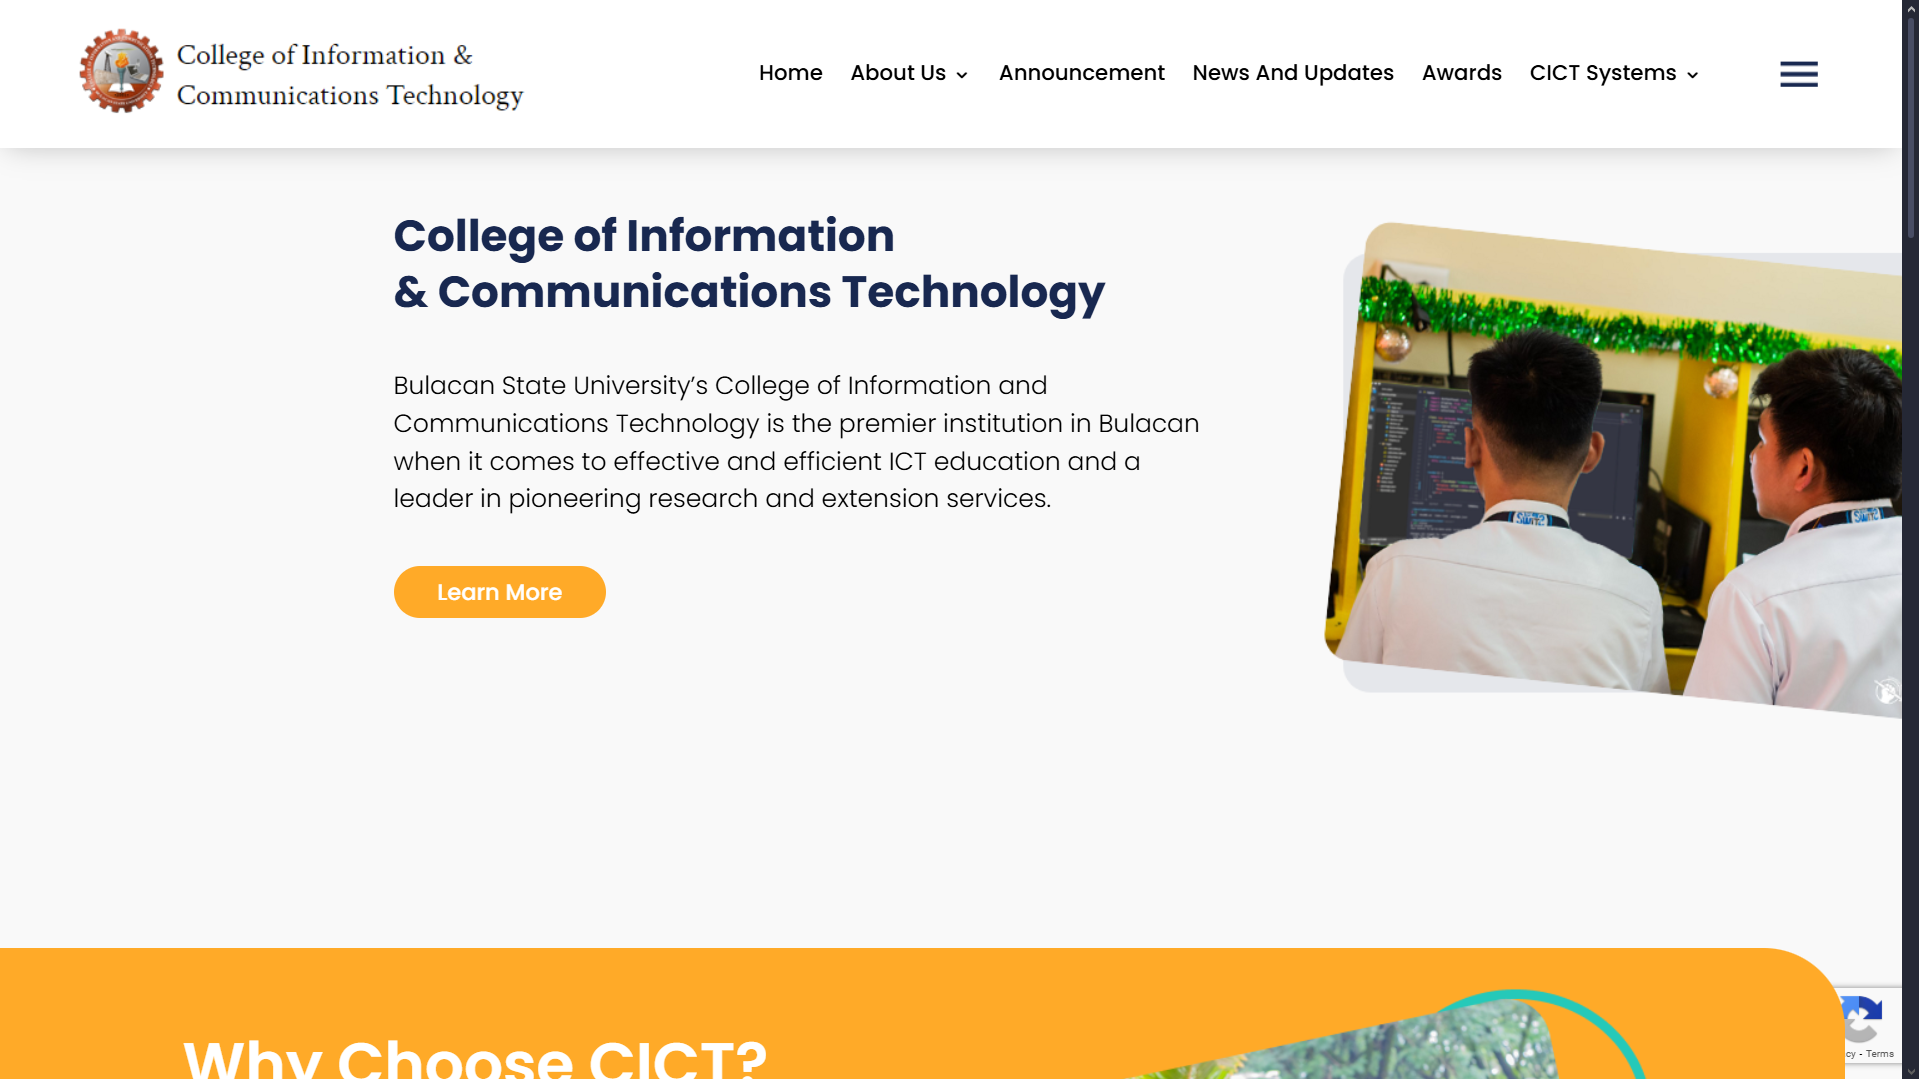 College of Information &
Communications Technology
Home About Us Announcement News And Updates Awards CICT Systems
College of Information
& Communications Technology
Bulacan State University’s College of Information and
Communications Technology is the premier institution in Bulacan
when it comes to effective and efficient ICT education and a
leader in pioneering research and extension services.
Learn More
Why Choose CICT?
cy - Terms